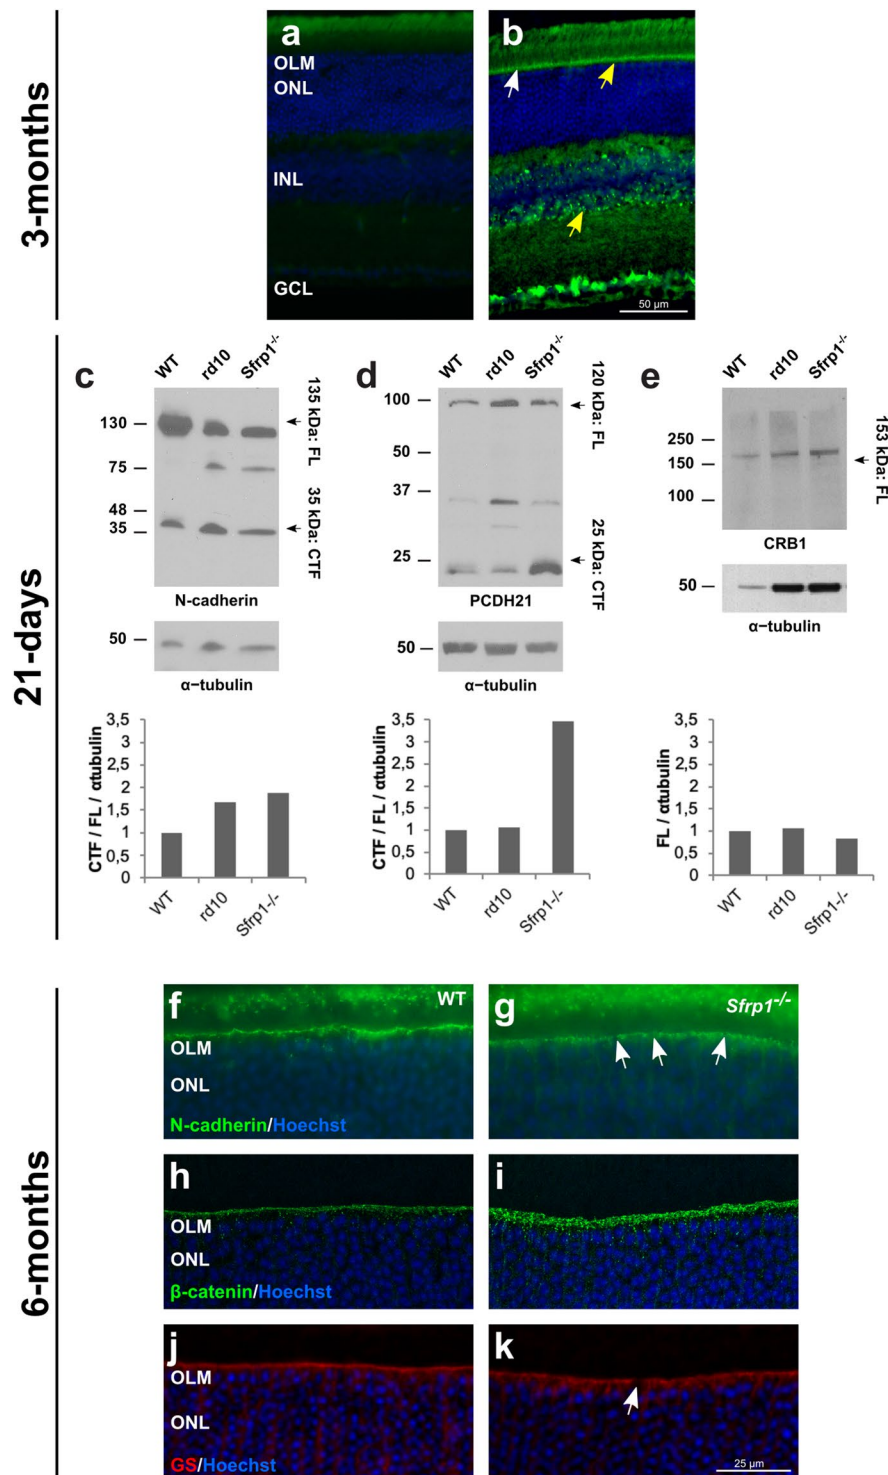 3-months
a
OLM
ONL
INL
GCL
b
50 µm
21-days
c
WT
rd10
Sfrp1-/-
130
75
48
35
135 kDa: FL
35 kDa: CTF
N-cadherin
50
α−tubulin
3,5
3
2,5
2
1,5
1
0,5
0
CTF / FL / αtubulin
WT
rd10
Sfrp1-/-
d
WT
rd10
Sfrp1-/-
100
50
37
25
120 kDa: FL
25 kDa: CTF
PCDH21
50
α−tubulin
3,5
3
2,5
2
1,5
1
0,5
0
CTF / FL / αtubulin
WT
rd10
Sfrp1-/-
e
WT
rd10
Sfrp1-/-
250
150
100
153 kDa: FL
CRB1
50
α−tubulin
3,5
3
2,5
2
1,5
1
0,5
0
FL / αtubulin
WT
rd10
Sfrp1-/-
6-months
f
WT
OLM
ONL
N-cadherin/Hoechst
g
Sfrp1-/-
h
OLM
ONL
β-catenin/Hoechst
i
j
OLM
ONL
GS/Hoechst
k
25 µm